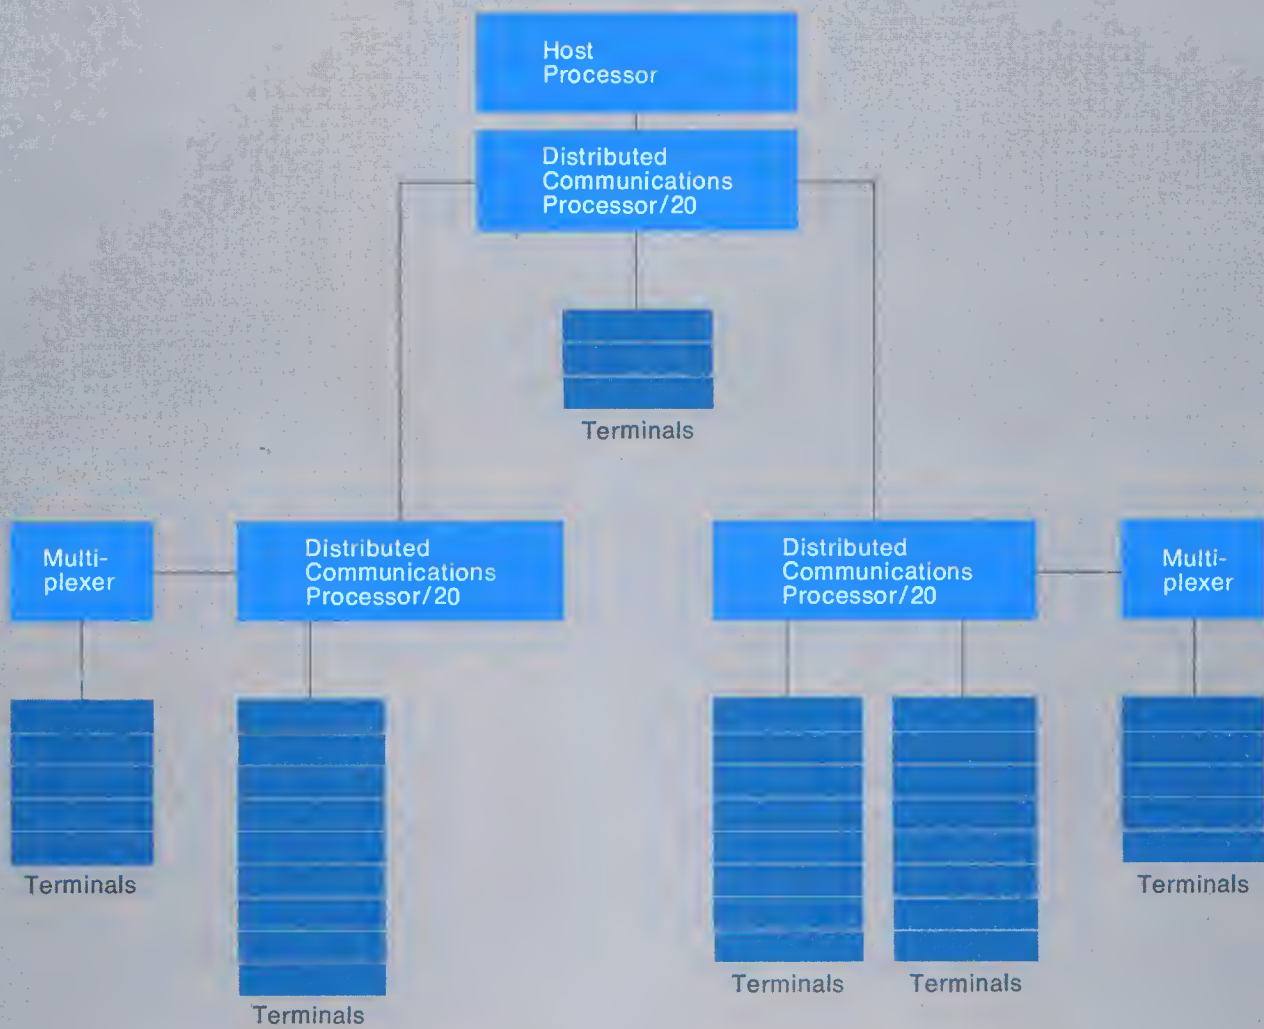 Host
Processor
Distributed
Communications
Processor/20
Terminals
Multi-
plexer
Distributed
Communications
Processor/20
Distributed
Communications
Processor/20
Multi-
plexer
Terminals
Terminals
Terminals
Terminals
Terminals